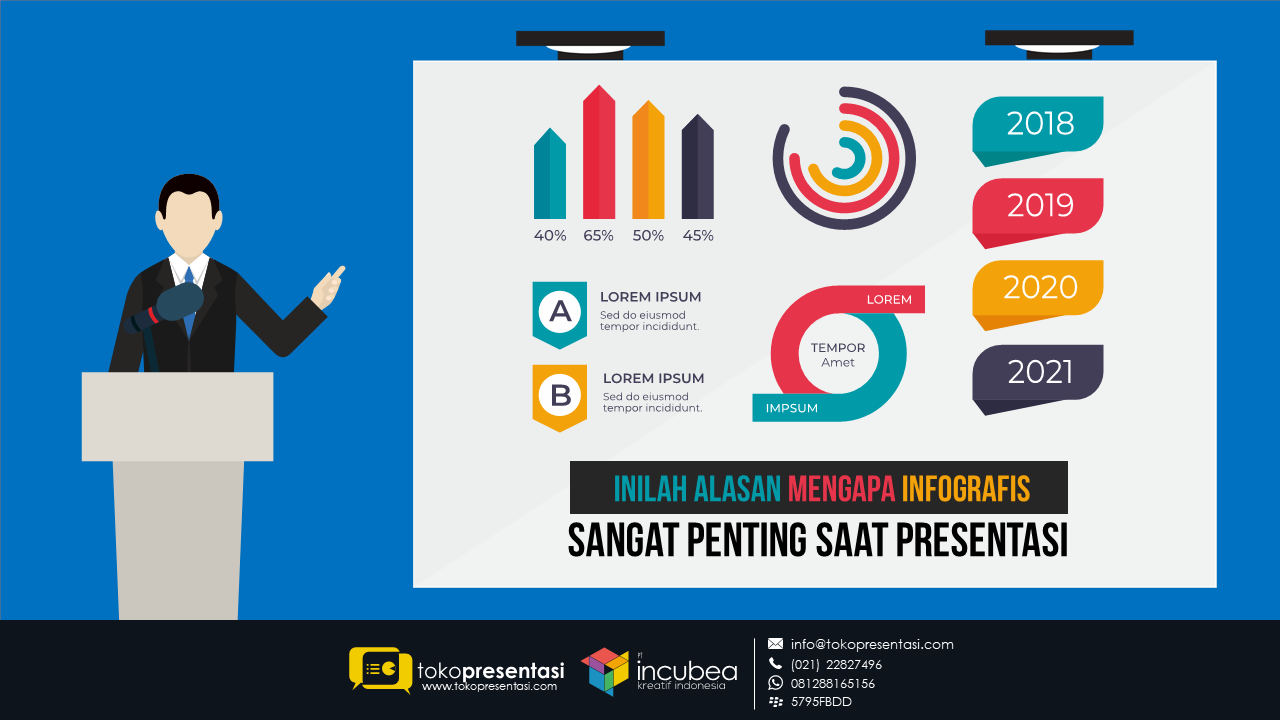 40% 65% 50% 45%
A
LOREM IPSUM
Sed do eiusmod
tempor incididunt.
B
LOREM IPSUM
Sed do eiusmod
tempor incididunt.
LOREM
TEMPOR
Amet
IMPSUM
2018
2019
2020
2021
INILAH ALASAN MENGAPA INFOGRAFIS
SANGAT PENTING SAAT PRESENTASI
tokopresentasi
www.tokopresentasi.com
PT
incubea
kreatif indonesia
info@tokopresentasi.com
(021) 22827496
081288165156
5795FBDD